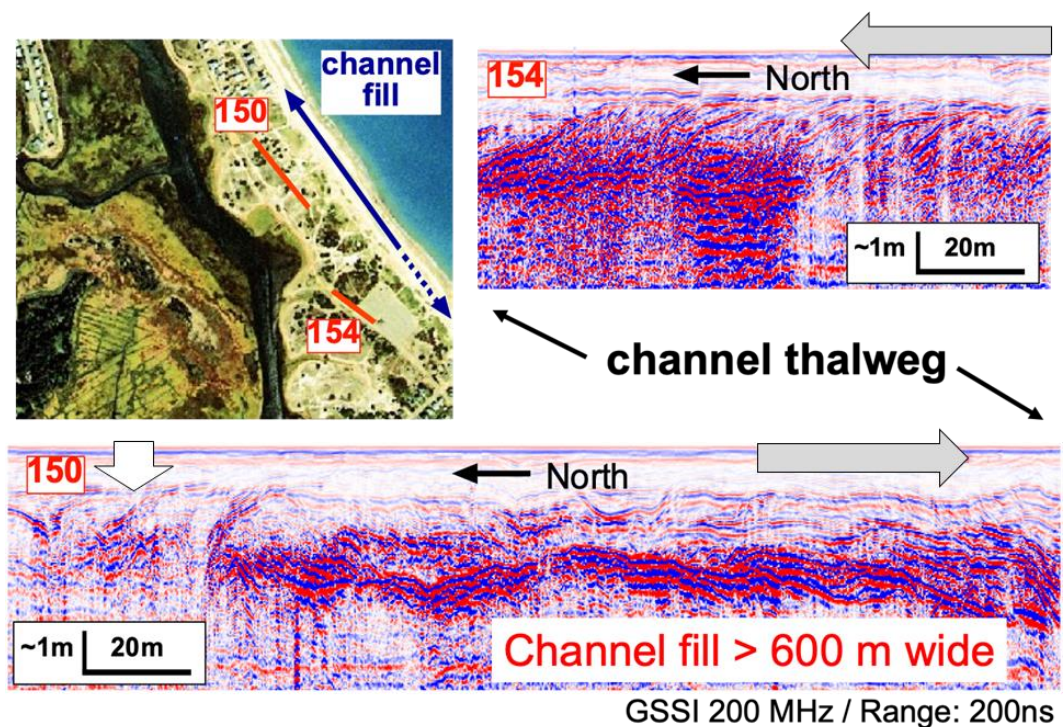 channel
fill
150
154
154
North
~1m 20m
channel thalweg
150
North
~1m 20m
Channel fill > 600 m wide
GSSI 200 MHz / Range: 200ns